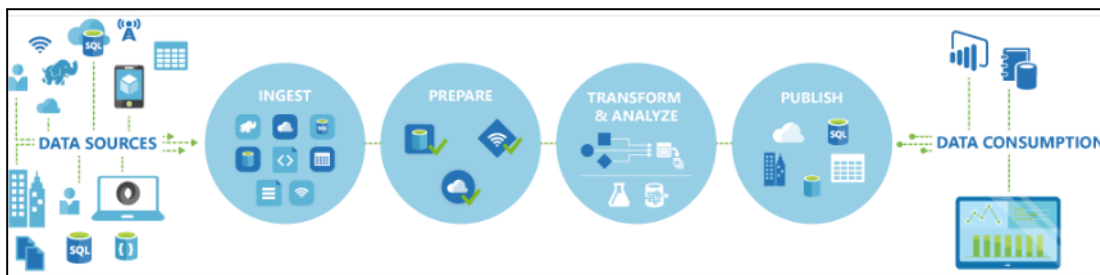 SQL
DATA SOURCES
SQL
{ }
INGEST
SQL
<>
PREPARE
TRANSFORM
& ANALYZE
PUBLISH
SQL
DATA CONSUMPTION